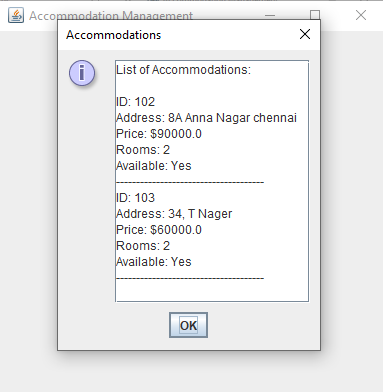 Accommodation Management
Accommodations
List of Accommodations:
ID: 102
Address: 8A Anna Nagar chennai
Price: $90000.0
Rooms: 2
Available: Yes
-------------------------------------
ID: 103
Address: 34, T Nager
Price: $60000.0
Rooms: 2
Available: Yes
-------------------------------------
OK